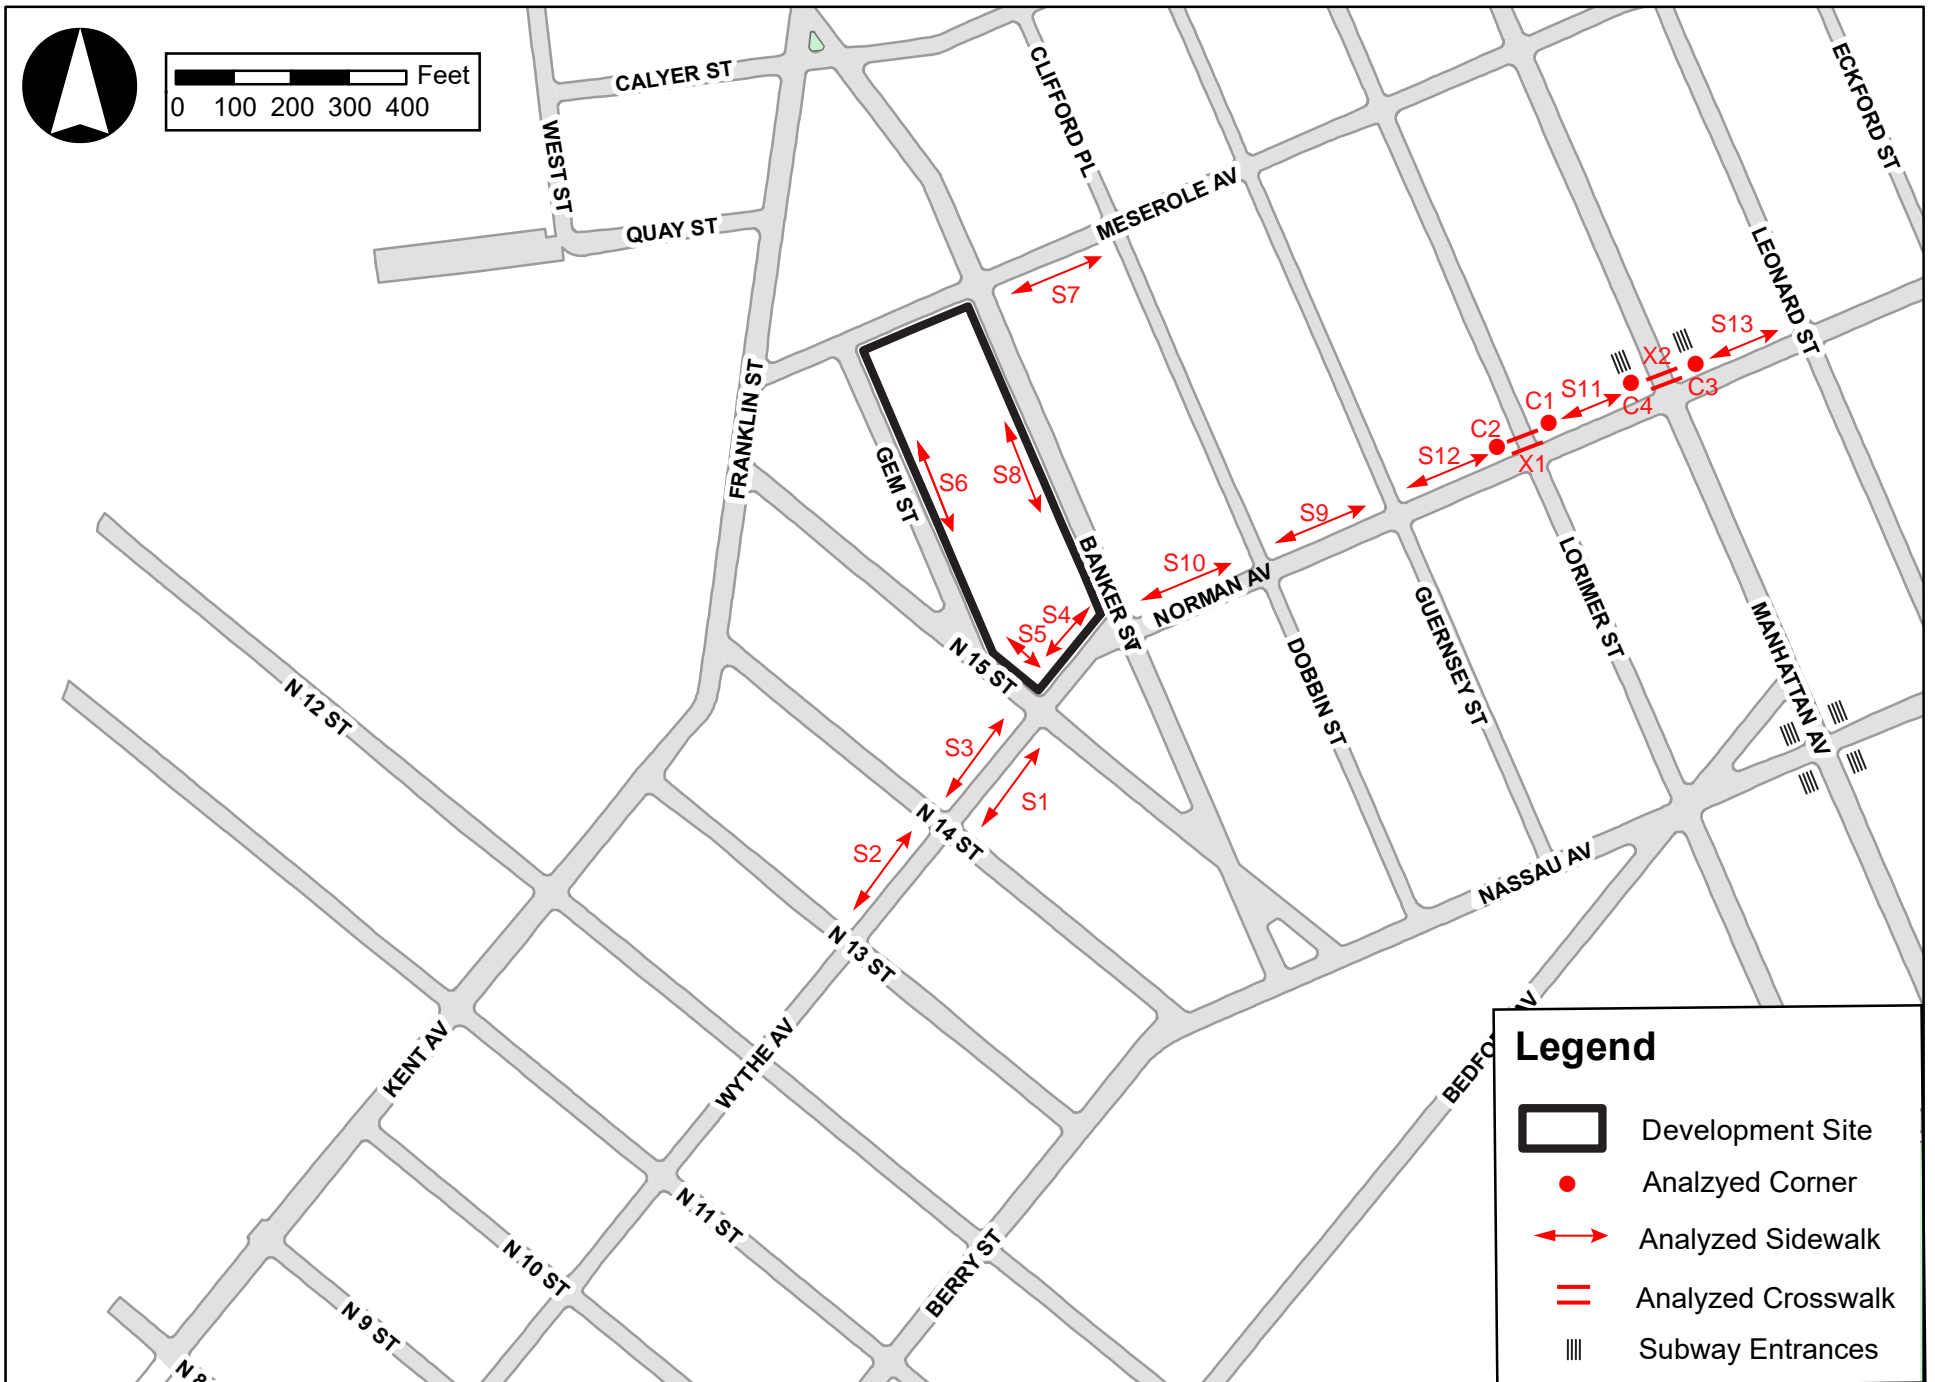 Feet
0 100 200 300 400
CALYER ST
WEST ST
QUAY ST
CLIFFORD PL
MESEROLE AV
ECKFORD ST
LEONARD ST
S7
S13
X2
C3
S11
C4
C1
C2
X1
S12
FRANKLIN ST
GEM ST
S6
S8
S9
S10
BANKER ST
NORMAN AV
S4
S5
N 15 ST
DOBBIN ST
GUERNSEY ST
LORIMER ST
MANHATTAN AV
N 12 ST
S3
S1
N 14 ST
S2
N 13 ST
NASSAU AV
KENT AV
WYTHE AV
N 11 ST
N 10 ST
N 9 ST
N 8
BERRY ST
Legend
Development Site
Analzyed Corner
Analyzed Sidewalk
Analyzed Crosswalk
Subway Entrances